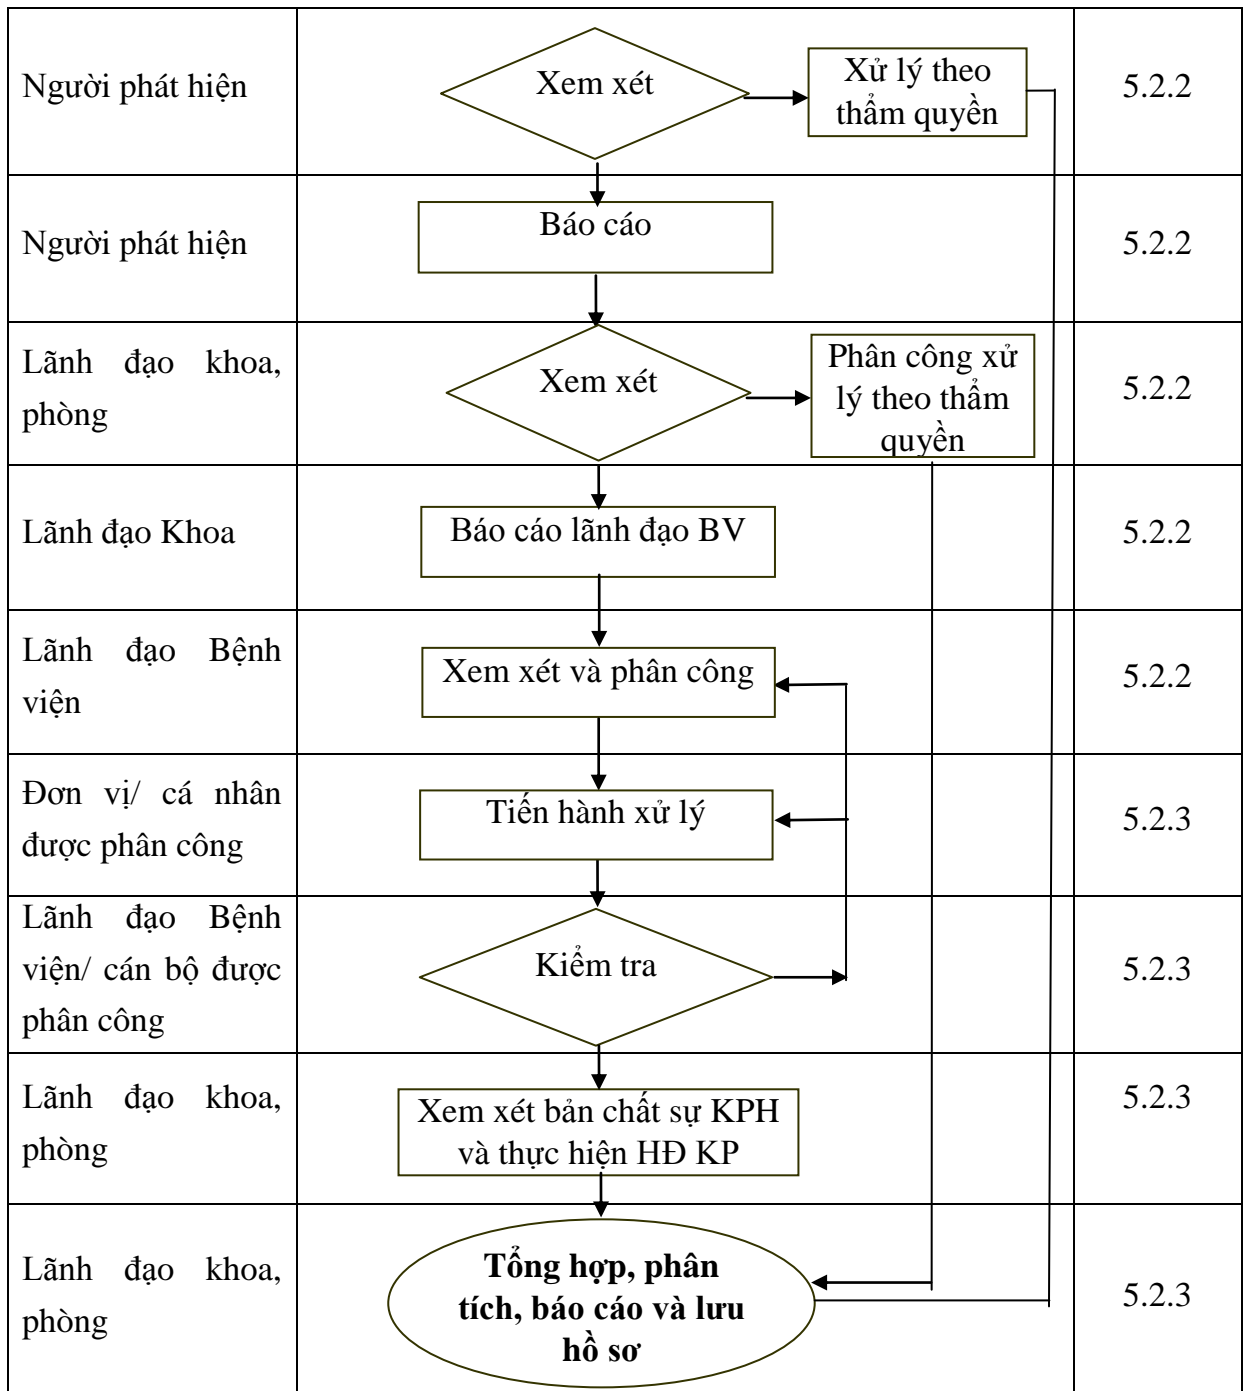 Người phát hiện
Xem xét
Xử lý theo
thẩm quyền
5.2.2
Người phát hiện
Báo cáo
5.2.2
Lãnh đạo khoa,
phòng
Xem xét
Phân công xử
lý theo thẩm
quyền
5.2.2
Lãnh đạo Khoa
Báo cáo lãnh đạo BV
5.2.2
Lãnh đạo Bệnh
viện
Xem xét và phân công
5.2.2
Đơn vị/ cá nhân
được phân công
Tiến hành xử lý
5.2.3
Lãnh đạo Bệnh
viện/ cán bộ được
phân công
Kiểm tra
5.2.3
Lãnh đạo khoa,
phòng
Xem xét bản chất sự KPH
và thực hiện HĐ KP
5.2.3
Lãnh đạo khoa,
phòng
Tổng hợp, phân
tích, báo cáo và lưu
hồ sơ
5.2.3